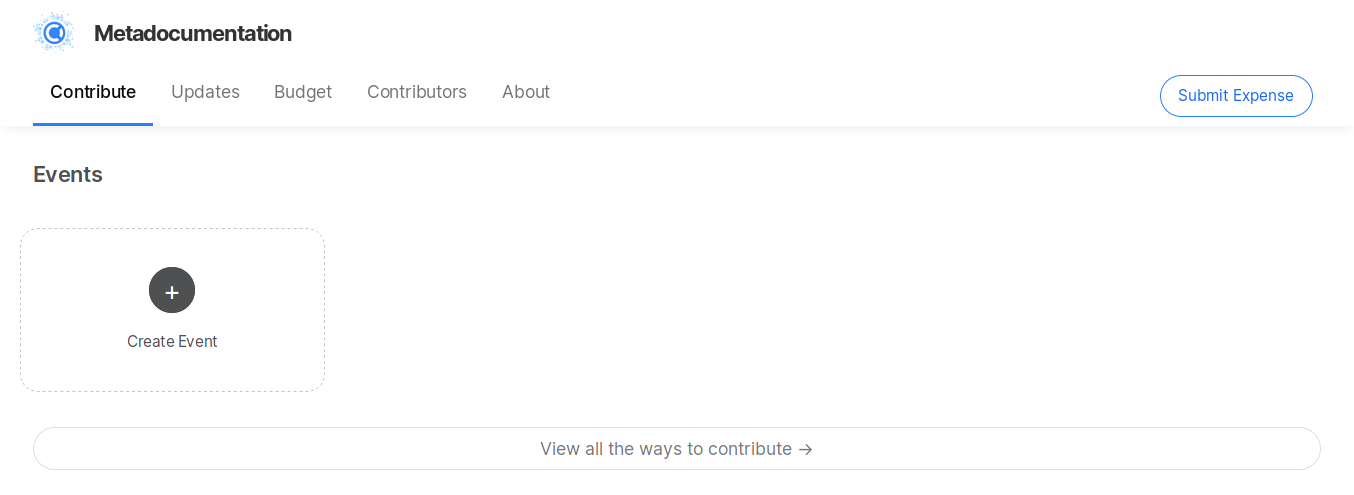 Metadocumentation
Contribute Updates Budget Contributors About Submit Expense
Events
+
Create Event
View all the ways to contribute →